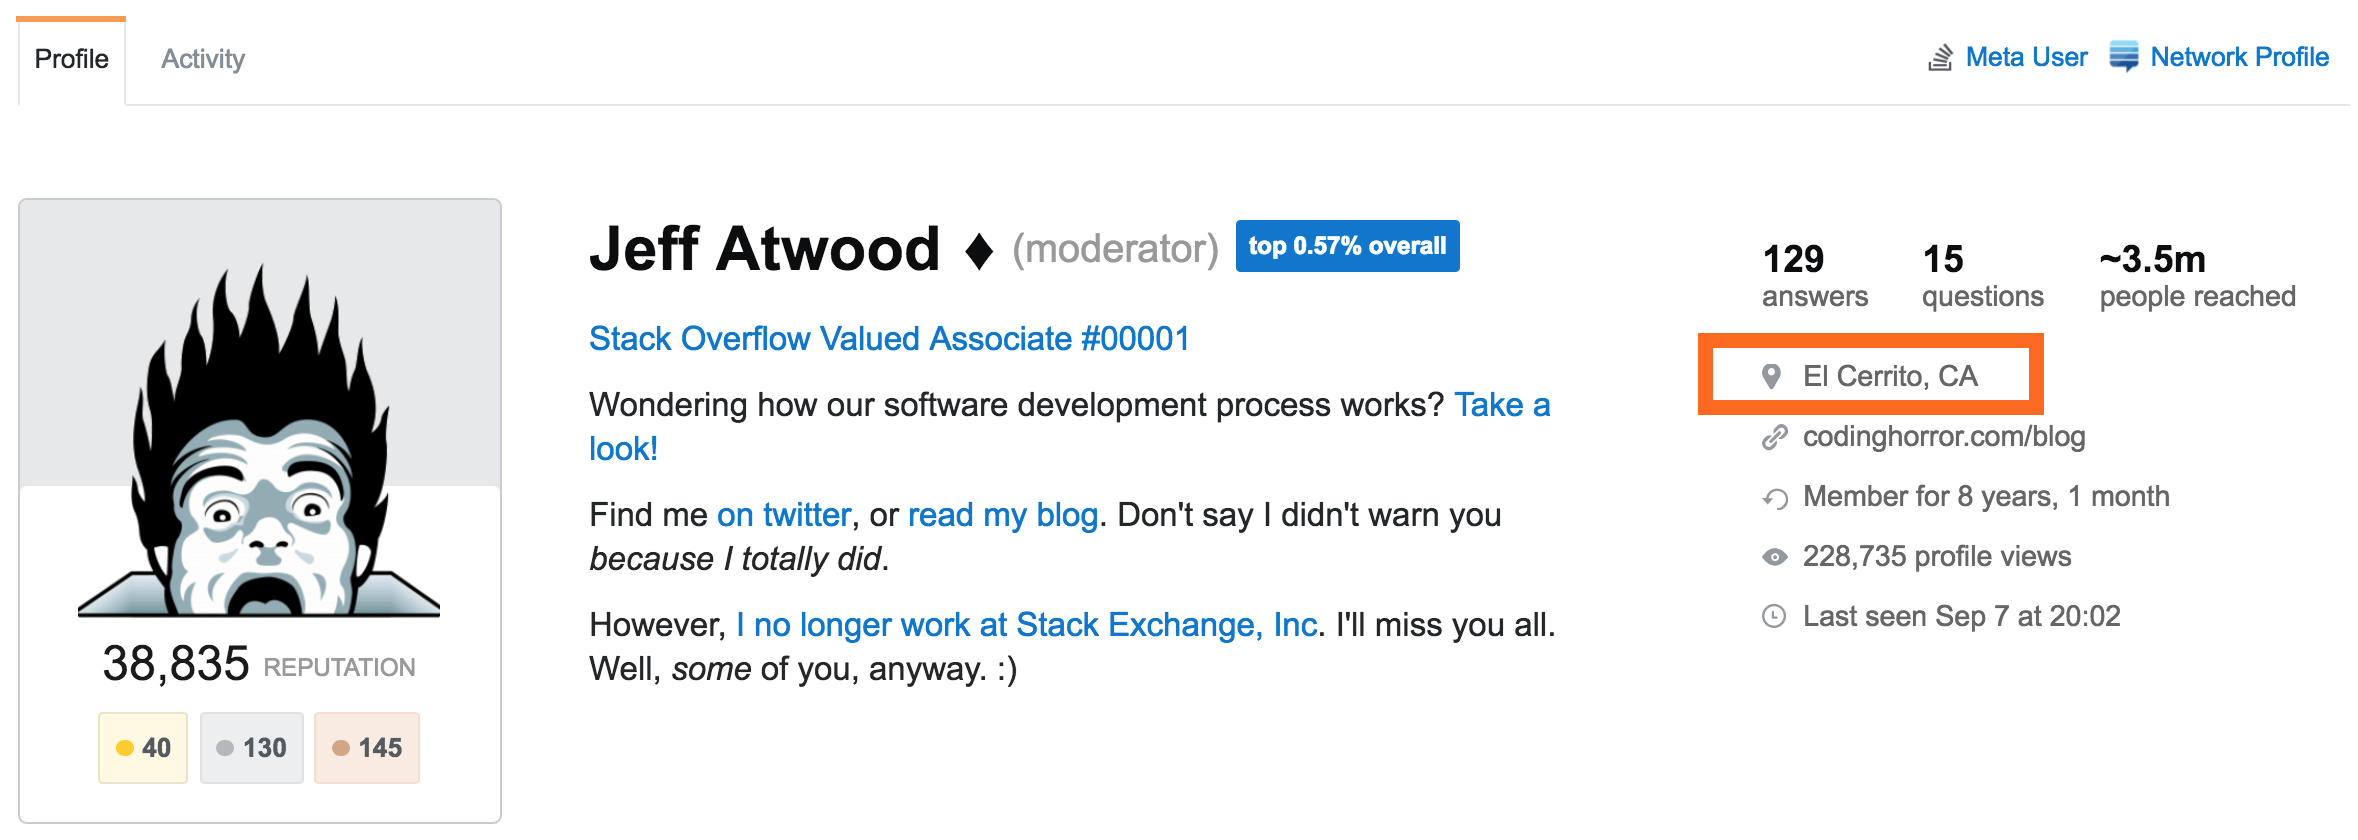 Profile
Activity
Meta User
Network Profile
Jeff Atwood ♦ (moderator) top 0.57% overall
Stack Overflow Valued Associate #00001
Wondering how our software development process works? Take a
look!
Find me on twitter, or read my blog. Don't say I didn't warn you
because I totally did.
However, I no longer work at Stack Exchange, Inc. I'll miss you all.
Well, some of you, anyway. :)
38,835 REPUTATION
40 130 145
129 15 ~3.5m
answers questions people reached
El Cerrito, CA
codinghorror.com/blog
Member for 8 years, 1 month
228,735 profile views
Last seen Sep 7 at 20:02